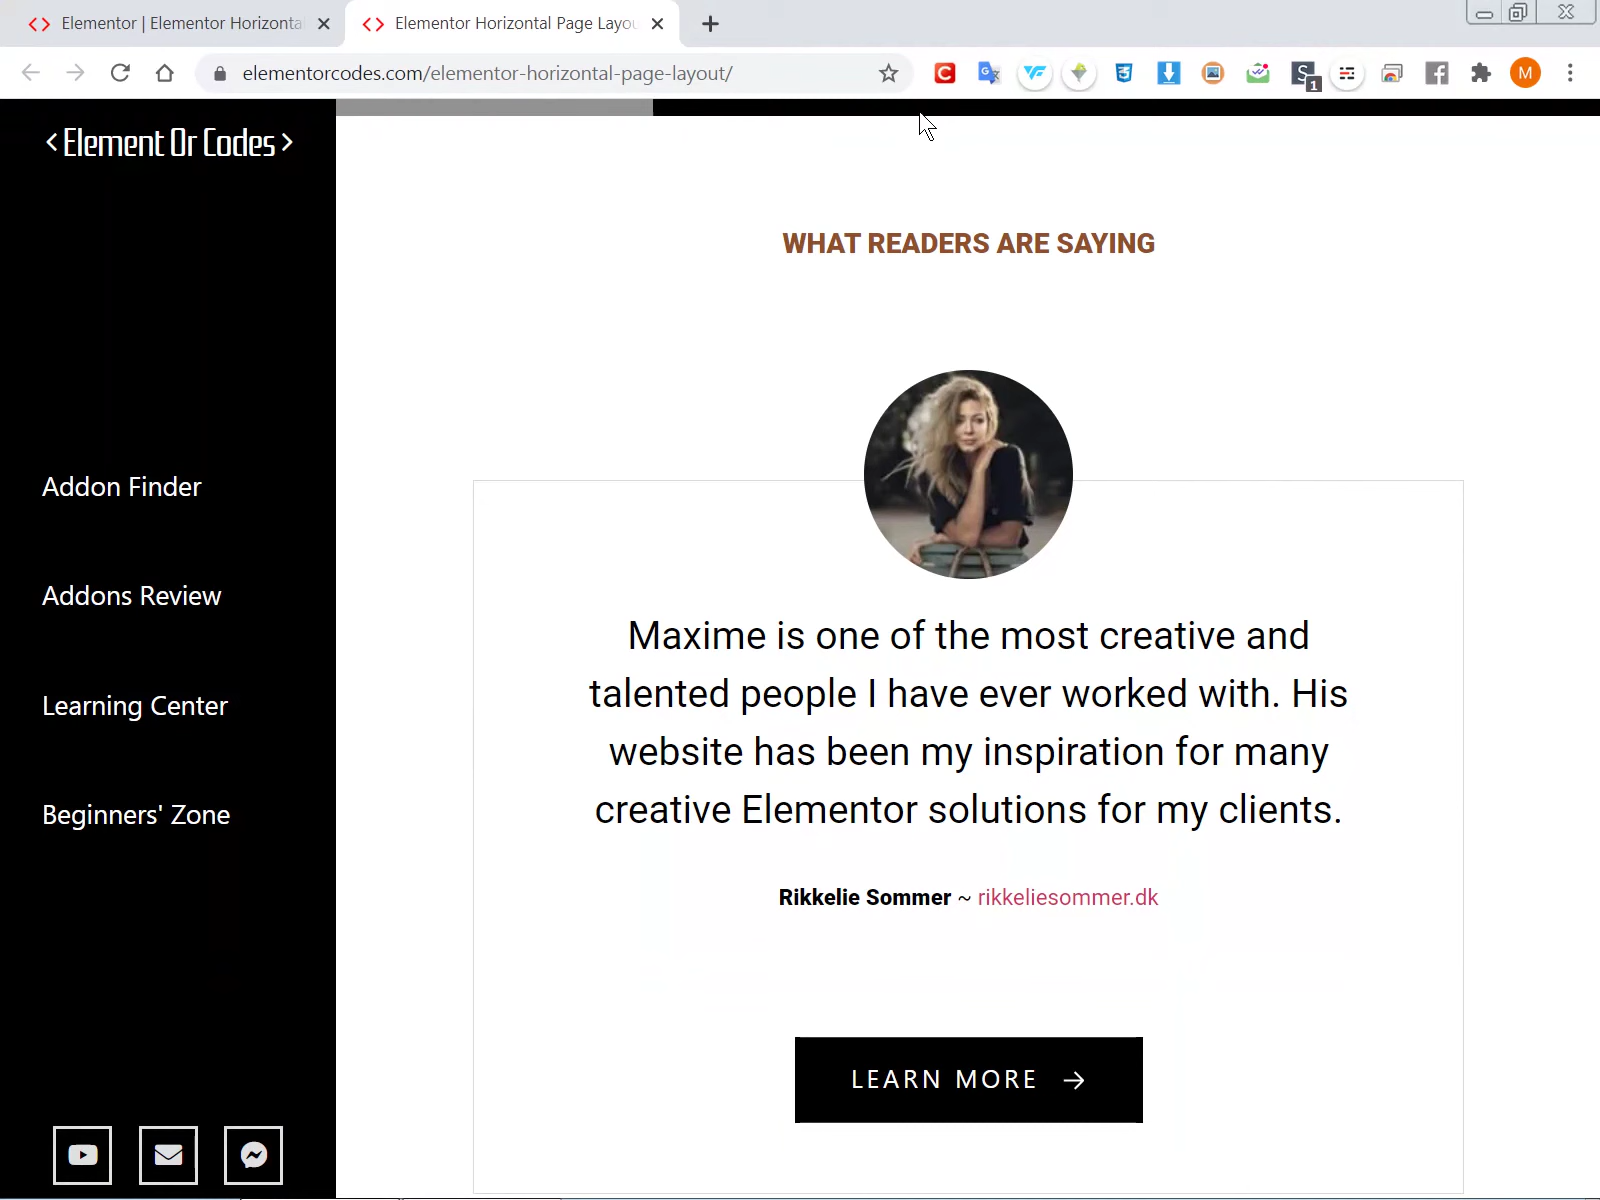 Elementor | Elementor Horizonta
Elementor Horizontal Page Layou
elementorcodes.com/elementor-horizontal-page-layout/
1
M
<Element Or Codes>
WHAT READERS ARE SAYING
Addon Finder
Addons Review
Learning Center
Beginners' Zone
Maxime is one of the most creative and
talented people I have ever worked with. His
website has been my inspiration for many
creative Elementor solutions for my clients.
Rikkelie Sommer ~ rikkeliesommer.dk
LEARN MORE →